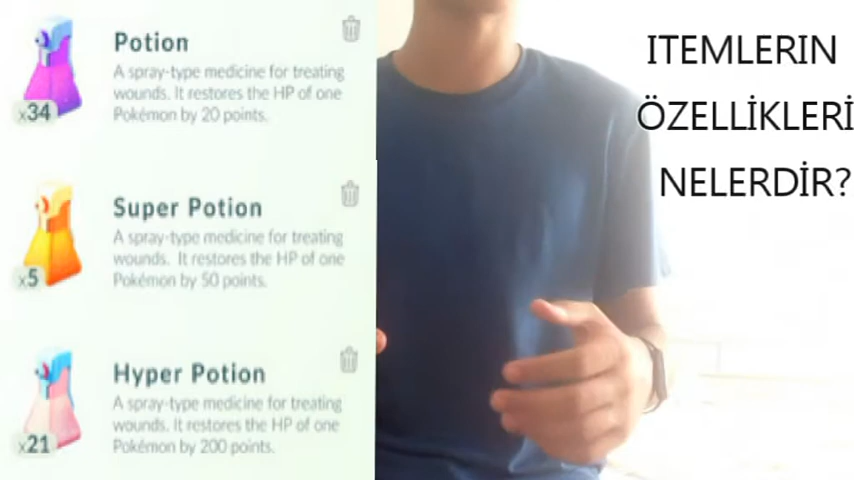 Potion
A spray-type medicine for treating
wounds. It restores the HP of one
Pokémon by 20 points.
x34
Super Potion
A spray-type medicine for treating
wounds. It restores the HP of one
Pokémon by 50 points.
x5
Hyper Potion
A spray-type medicine for treating
wounds. It restores the HP of one
Pokémon by 200 points.
x21
ITEMLERIN
ÖZELLİKLERİ
NELERDİR?